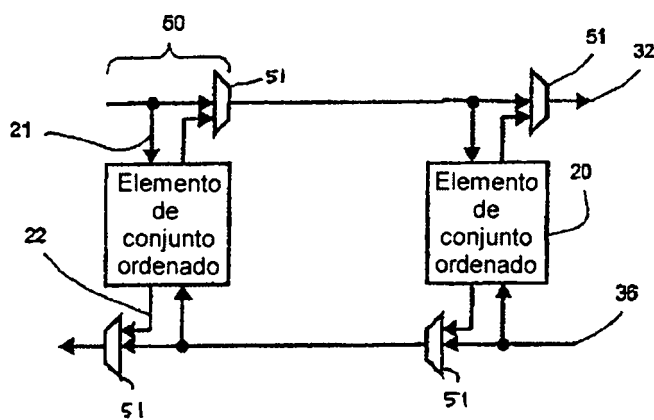 50
51
51
32
21
Elemento
de
conjunto
ordenado
Elemento
de
conjunto
ordenado
20
22
36
51
51